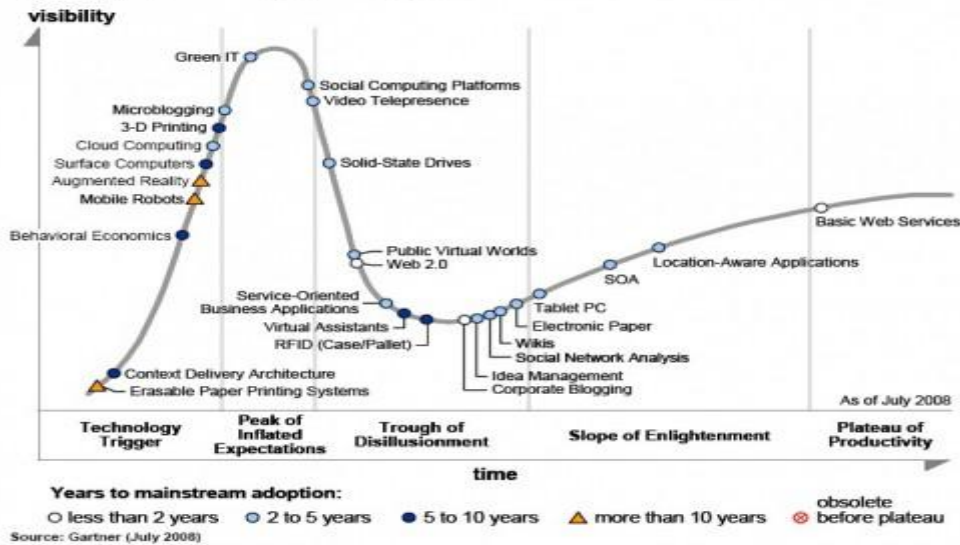 visibility
Green IT
Social Computing Platforms
Video Telepresence
Microblogging
3-D Printing
Cloud Computing
Surface Computers
Solid-State Drives
Augmented Reality
Mobile Robots
Basic Web Services
Behavioral Economics
Public Virtual Worlds
Web 2.0
Location-Aware Applications
SOA
Service-Oriented
Business Applications
Tablet PC
Virtual Assistants
Electronic Paper
RFID (Case/Pallet)
Wikis
Social Network Analysis
Context Delivery Architecture
Idea Management
Erasable Paper Printing Systems
Corporate Blogging
As of July 2008
Technology
Trigger
Peak of
Inflated
Expectations
Trough of
Disillusionment
Slope of Enlightenment
Plateau of
Productivity
time
Years to mainstream adoption:
less than 2 years
2 to 5 years
5 to 10 years
more than 10 years
obsolete
before plateau
Source: Gartner (July 2008)